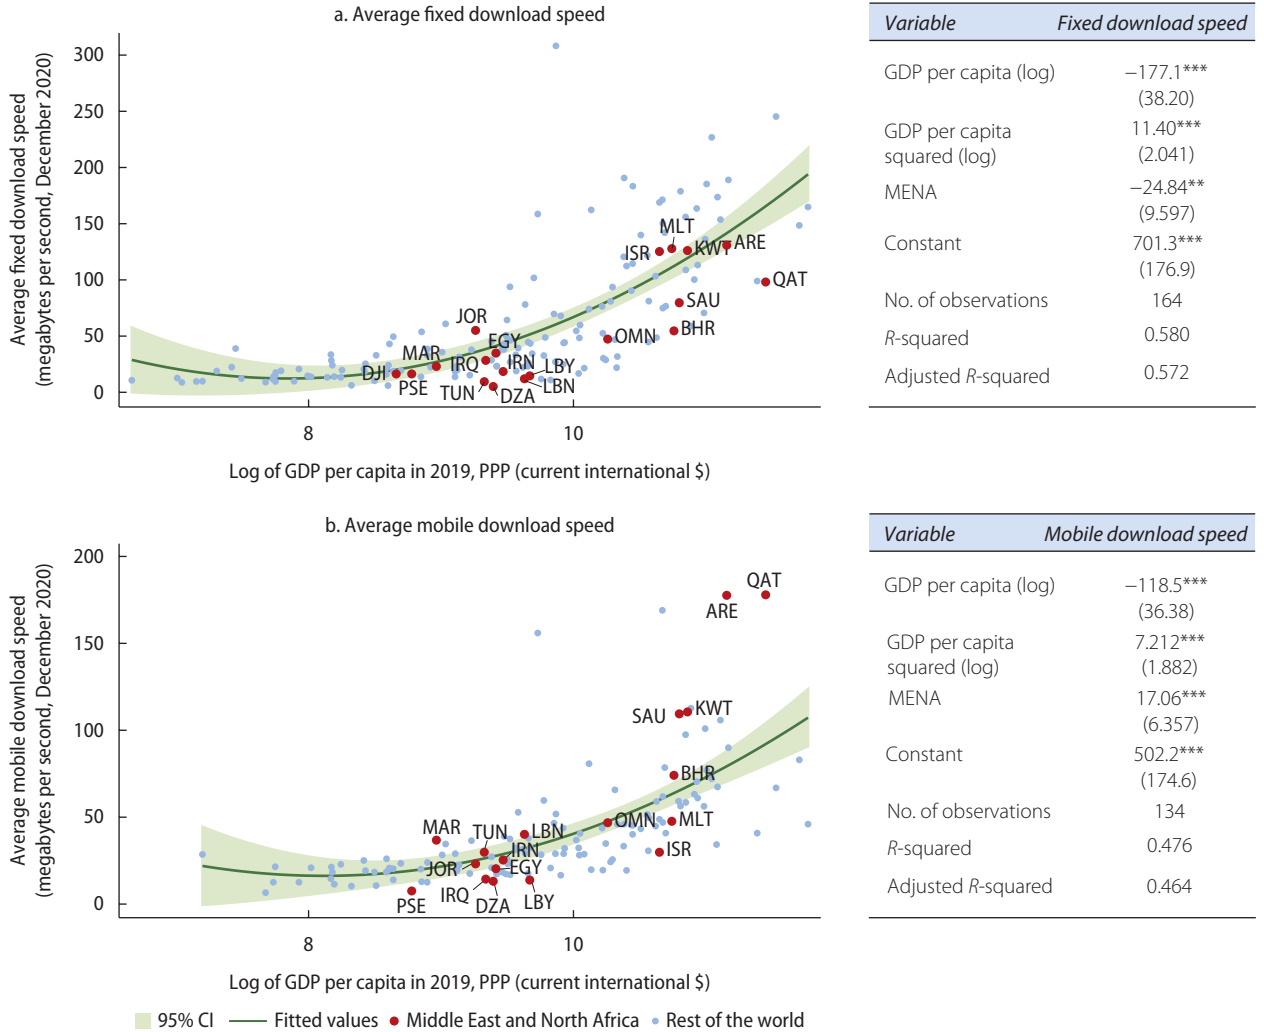 a. Average fixed download speed
Average fixed download speed
(megabytes per second, December 2020)
300
250
200
150
100
50
0
MLT
ISR
KWT
ARE
QAT
SAU
BHR
OMN
JOR
EGY
MAR
IRQ
IRN
LBY
DJI
PSE
TUN
DZA
LBN
8
10
Log of GDP per capita in 2019, PPP (current international $)
Variable Fixed download speed
GDP per capita (log) −177.1***
(38.20)
GDP per capita 11.40***
squared (log) (2.041)
MENA −24.84**
(9.597)
Constant 701.3***
(176.9)
No. of observations 164
R-squared 0.580
Adjusted R-squared 0.572
b. Average mobile download speed
Average mobile download speed
(megabytes per second, December 2020)
200
150
100
50
0
QAT
ARE
SAU
KWT
BHR
OMN
MLT
ISR
MAR
TUN
LBN
IRN
JOR
EGY
IRQ
PSE
DZA
LBY
8
10
Log of GDP per capita in 2019, PPP (current international $)
Variable Mobile download speed
GDP per capita (log) −118.5***
(36.38)
GDP per capita 7.212***
squared (log) (1.882)
MENA 17.06***
(6.357)
Constant 502.2***
(174.6)
No. of observations 134
R-squared 0.476
Adjusted R-squared 0.464
95% CI Fitted values Middle East and North Africa Rest of the world